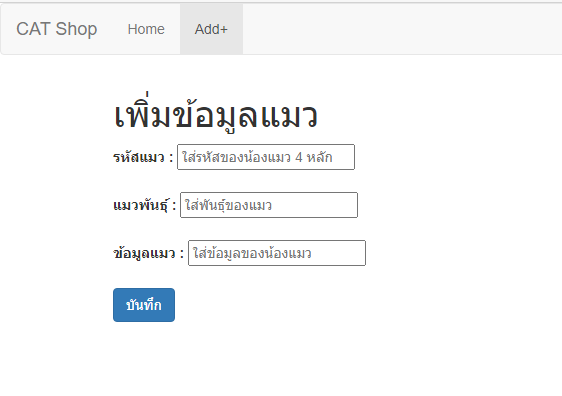 CAT Shop Home Add+
เพิ่มข้อมูลแมว
รหัสแมว : ใส่รหัสของน้องแมว 4 หลัก
แมวพันธุ์ : ใส่พันธุ์ของแมว
ข้อมูลแมว : ใส่ข้อมูลของน้องแมว
บันทึก